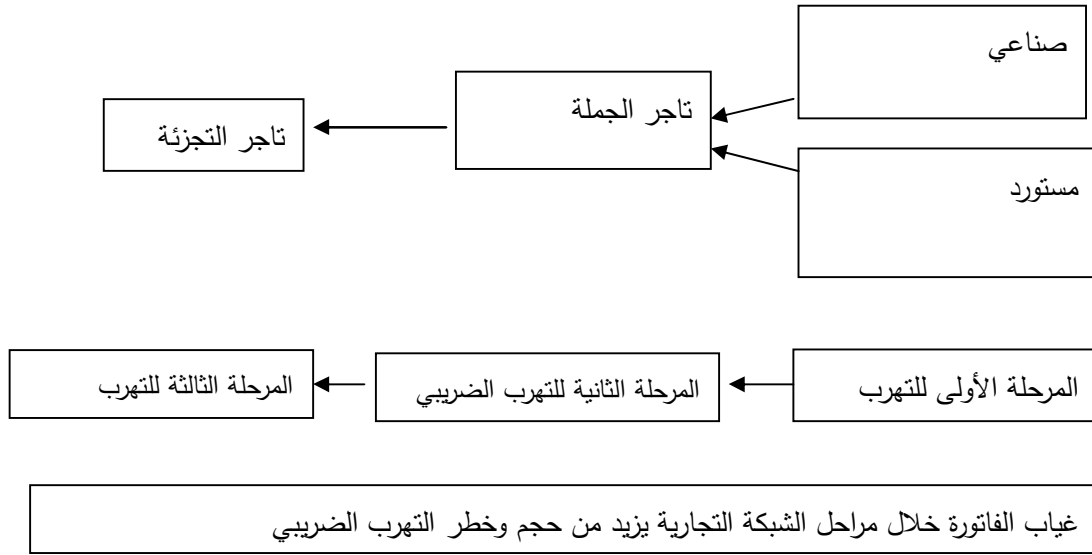 صناعي
تاجر الجملة
تاجر التجزئة
مستورد
المرحلة الأولى للتهرب
المرحلة الثانية للتهرب الضريبي
المرحلة الثالثة للتهرب
غياب الفاتورة خلال مراحل الشبكة التجارية يزيد من حجم وخطر التهرب الضريبي